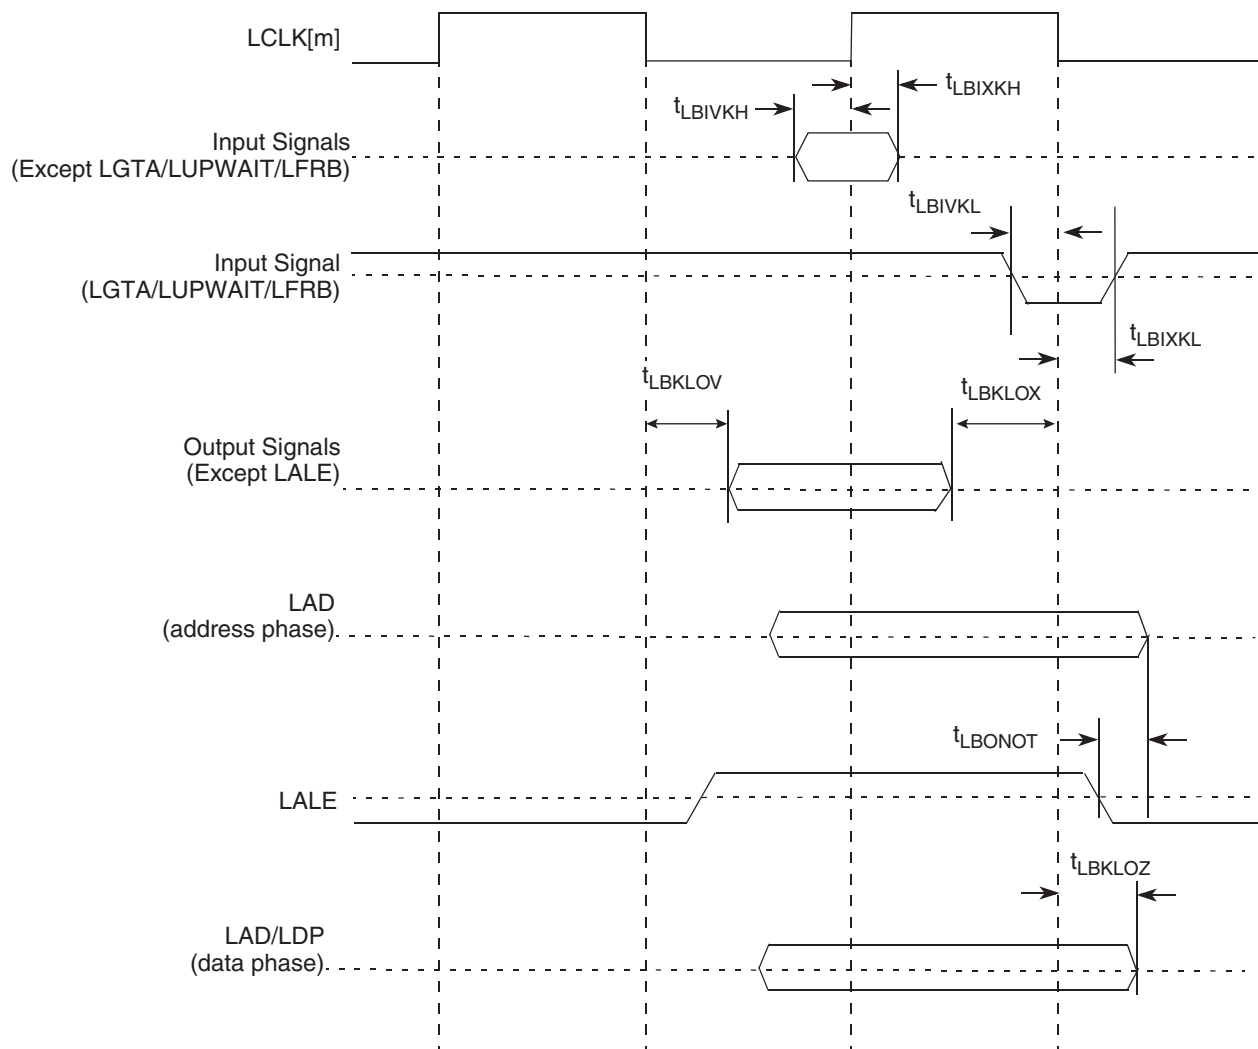 LCLK[m]
tLBIXKH
tLBIVKH
Input Signals
(Except LGTA/LUPWAIT/LFRB)
tLBIVKL
Input Signal
(LGTA/LUPWAIT/LFRB)
tLBIXKL
tLBKLOV
tLBKLOX
Output Signals
(Except LALE)
LAD
(address phase)
tLBONOT
LALE
tLBKLOZ
LAD/LDP
(data phase)